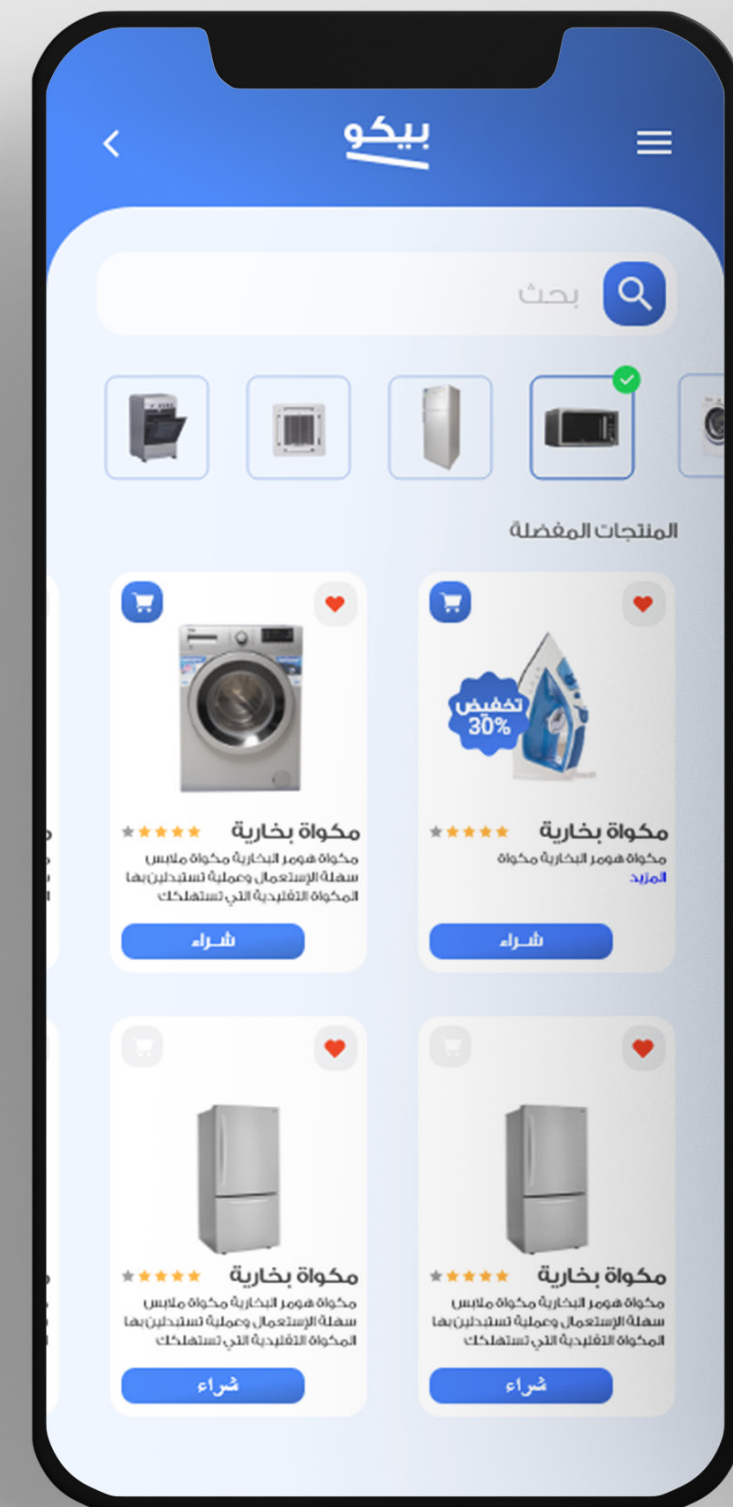 بيكو
بحث
المنتجات المفضلة
تخفيض
30%
مكواة بخارية
مكواة هومر البخارية مكواة
المزيد
شراء
مكواة بخارية
مكواة هومر البخارية مكواة ملابس
سهلة الإستعمال وعملية تستبدلين بها
المكواة التقليدية التي تستهلكك
شراء
مكواة بخارية
مكواة هومر البخارية مكواة ملابس
سهلة الإستعمال وعملية تستبدلين بها
المكواة التقليدية التي تستهلكك
شراء
مكواة بخارية
مكواة هومر البخارية مكواة ملابس
سهلة الإستعمال وعملية تستبدلين بها
المكواة التقليدية التي تستهلكك
شراء